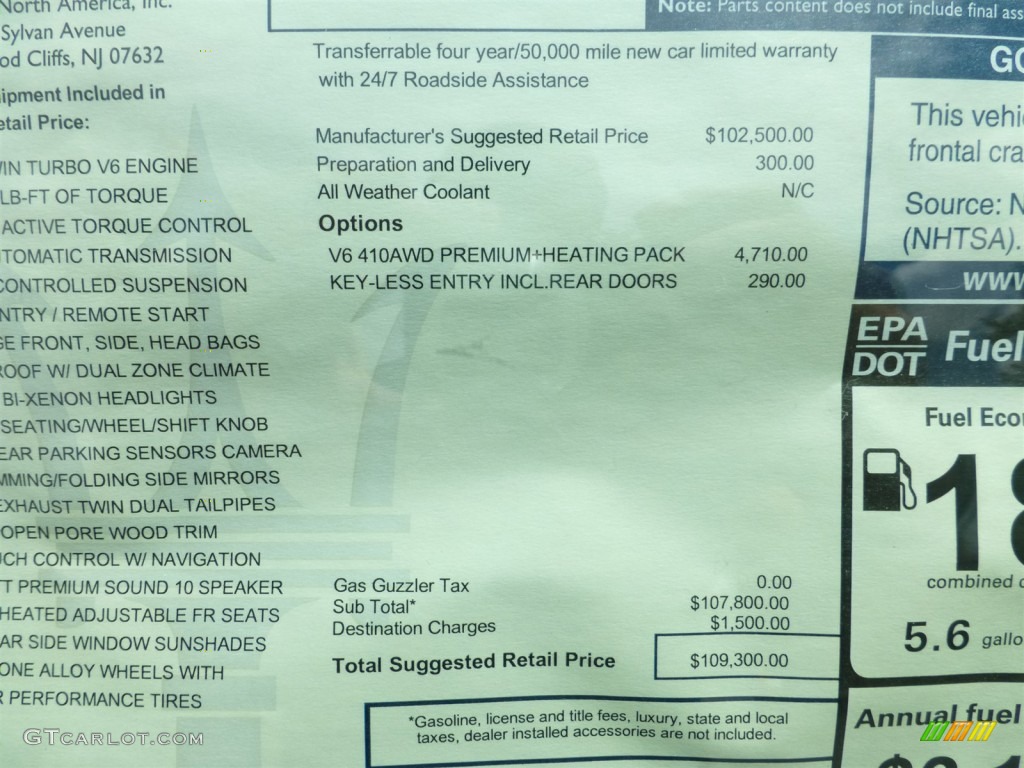 North America, Inc.
Sylvan Avenue
od Cliffs, NJ 07632
ipment Included in
etail Price:
IN TURBO V6 ENGINE
LB-FT OF TORQUE
ACTIVE TORQUE CONTROL
TOMATIC TRANSMISSION
CONTROLLED SUSPENSION
NTRY / REMOTE START
GE FRONT, SIDE, HEAD BAGS
ROOF W/ DUAL ZONE CLIMATE
BI-XENON HEADLIGHTS
SEATING/WHEEL/SHIFT KNOB
EAR PARKING SENSORS CAMERA
MMING/FOLDING SIDE MIRRORS
EXHAUST TWIN DUAL TAILPIPES
OPEN PORE WOOD TRIM
UCH CONTROL W/ NAVIGATION
TT PREMIUM SOUND 10 SPEAKER
HEATED ADJUSTABLE FR SEATS
AR SIDE WINDOW SUNSHADES
ONE ALLOY WHEELS WITH
R PERFORMANCE TIRES
Transferrable four year/50,000 mile new car limited warranty
with 24/7 Roadside Assistance
Manufacturer's Suggested Retail Price $102,500.00
Preparation and Delivery 300.00
All Weather Coolant N/C
Options
V6 410AWD PREMIUM+HEATING PACK 4,710.00
KEY-LESS ENTRY INCL.REAR DOORS 290.00
Gas Guzzler Tax 0.00
Sub Total* $107,800.00
Destination Charges $1,500.00
Total Suggested Retail Price $109,300.00
*Gasoline, license and title fees, luxury, state and local
taxes, dealer installed accessories are not included.
Note: Parts content does not include final ass
GO
This vehi
frontal cra
Source: N
(NHTSA).
www
EPA
DOT Fuel
Fuel Eco
18
combined
5.6 gallo
Annual fuel
GTcarlot.com